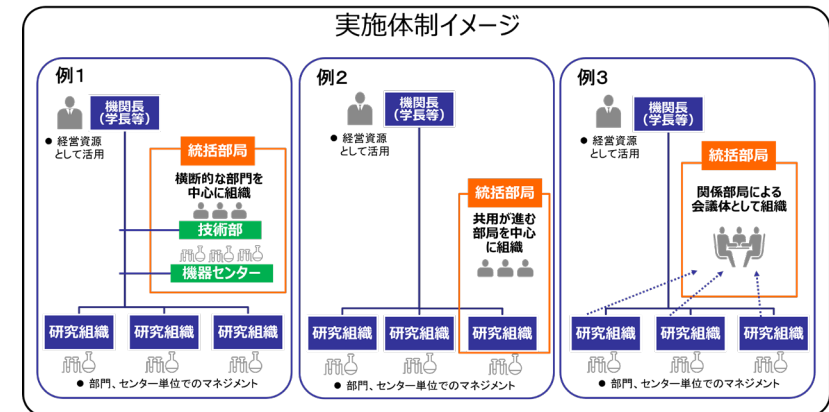 実施体制イメージ
例1
機関長
（学長等）
● 経営資源
として活用
統括部局
横断的な部門を
中心に組織
技術部
機器センター
研究組織
研究組織
研究組織
● 部門、センター単位でのマネジメント
例2
機関長
（学長等）
● 経営資源
として活用
統括部局
共用が進む
部局を中心
に組織
研究組織
研究組織
研究組織
● 部門、センター単位でのマネジメント
例3
機関長
（学長等）
● 経営資源
として活用
統括部局
関係部局による
会議体として組織
研究組織
研究組織
研究組織
● 部門、センター単位でのマネジメント